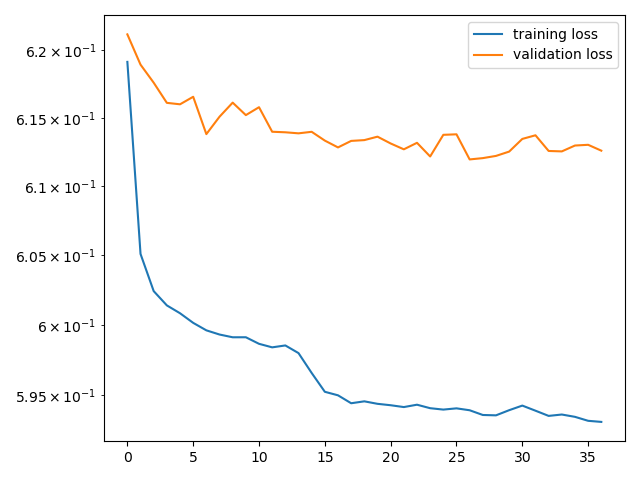 training loss
validation loss
6.2 × 10⁻¹
6.15 × 10⁻¹
6.1 × 10⁻¹
6.05 × 10⁻¹
6 × 10⁻¹
5.95 × 10⁻¹
0 5 10 15 20 25 30 35